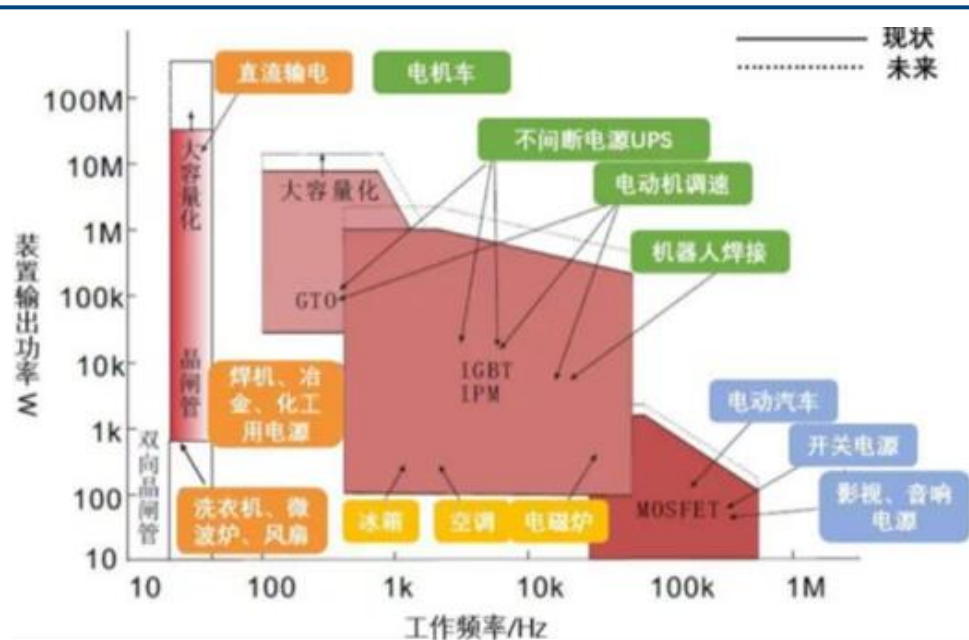 现状
未来
直流输电
电机车
100M
不间断电源UPS
大容量化
10M
大容量化
电动机调速
1M
机器人焊接
装置输出功率W
100k
GTO
10k
晶闸管
焊机、冶
金、化工
用电源
IGBT
IPM
电动汽车
1k
双向晶闸管
开关电源
100
洗衣机、微
波炉、风扇
冰箱
空调
电磁炉
MOSFET
影视、音响
电源
10
10
100
1k
10k
100k
1M
工作频率/Hz